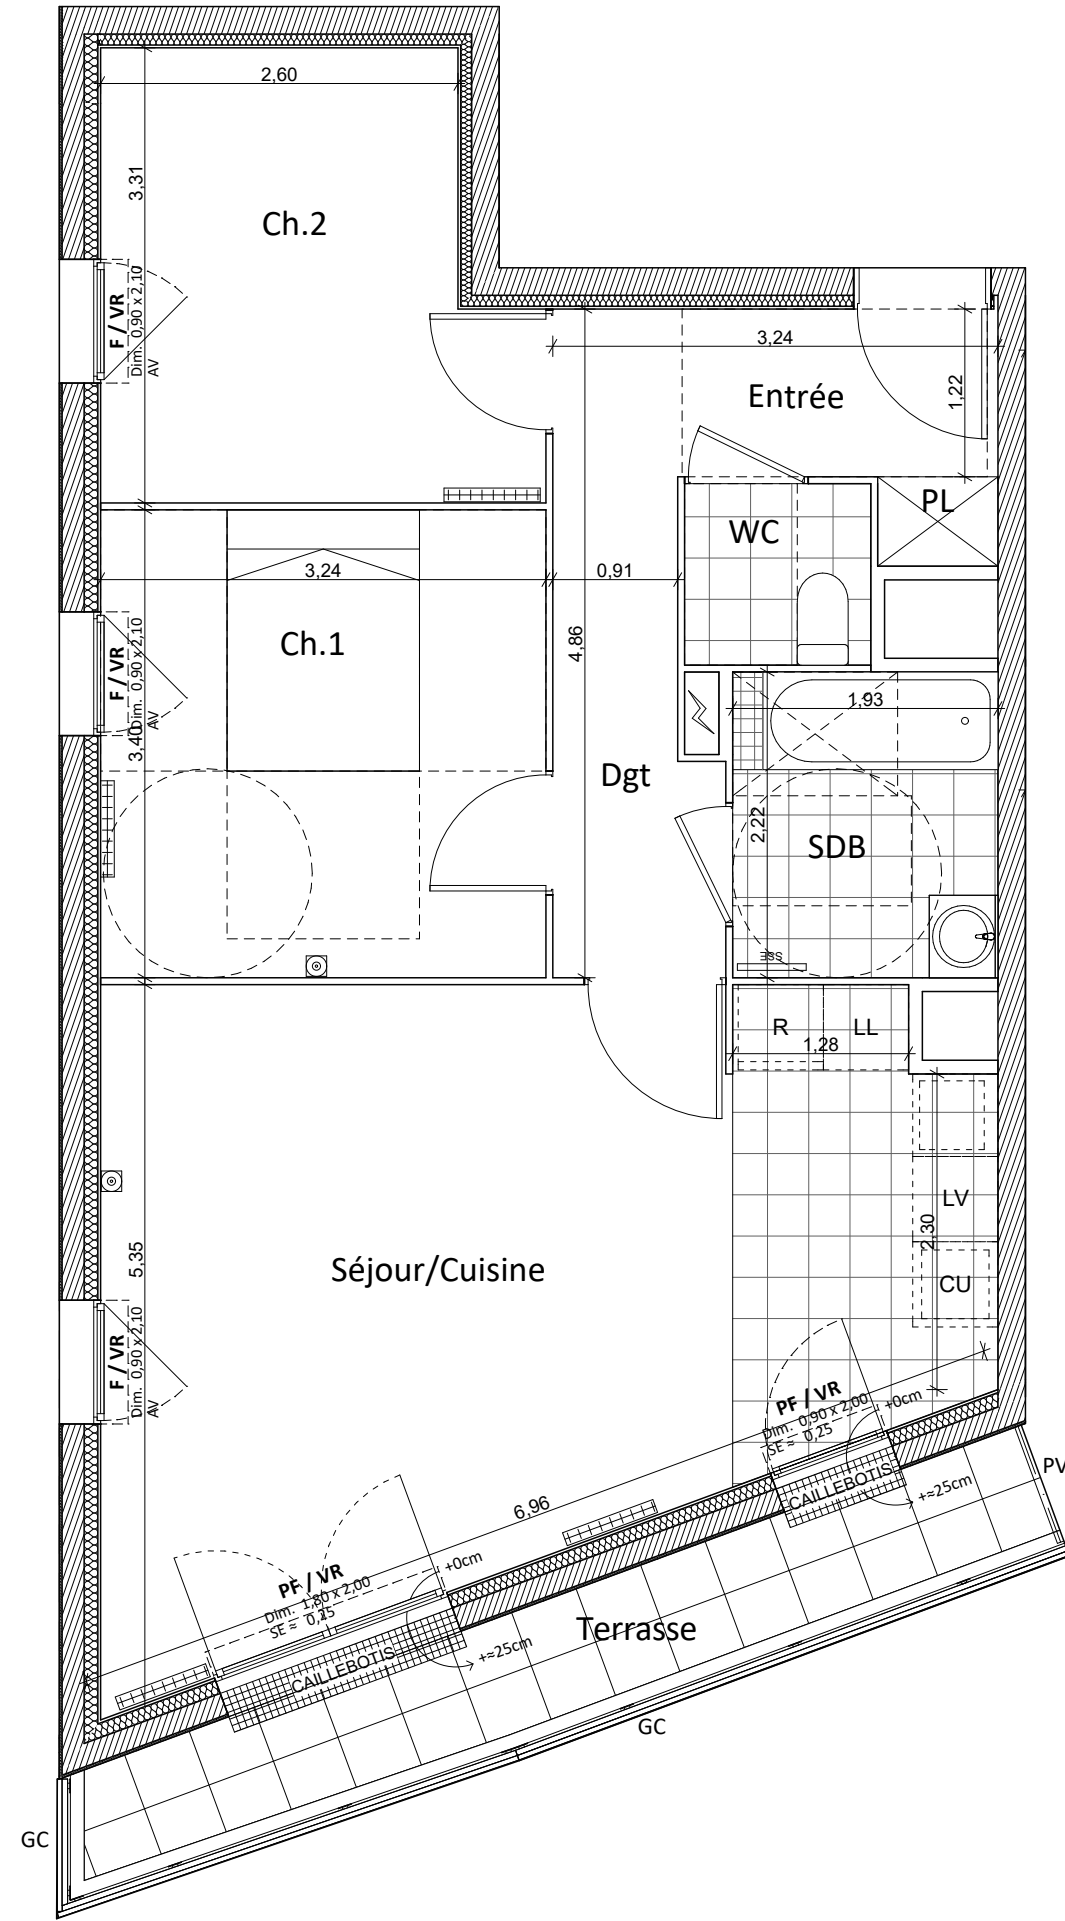 2,60
3,31
Ch.2
F / VR
Dim. 0,90 x 2,10
AV
3,24
1,22
Entrée
PL
WC
3,24
0,91
4,86
Ch.1
F / VR
Dim. 0,90 x 2,10
AV
3,40
1,93
Dgt
2,22
SDB
SSE
R
LL
1,28
LV
2,30
CU
5,35
Séjour/Cuisine
F / VR
Dim. 0,90 x 2,10
AV
PF / VR
Dim. 0,90 x 2,00
SE ≈ 0,25
+0cm
CAILLEBOTIS
+≈25cm
PV
6,96
PF / VR
Dim. 1,80 x 2,00
SE ≈ 0,25
+0cm
CAILLEBOTIS
+≈25cm
Terrasse
GC
GC